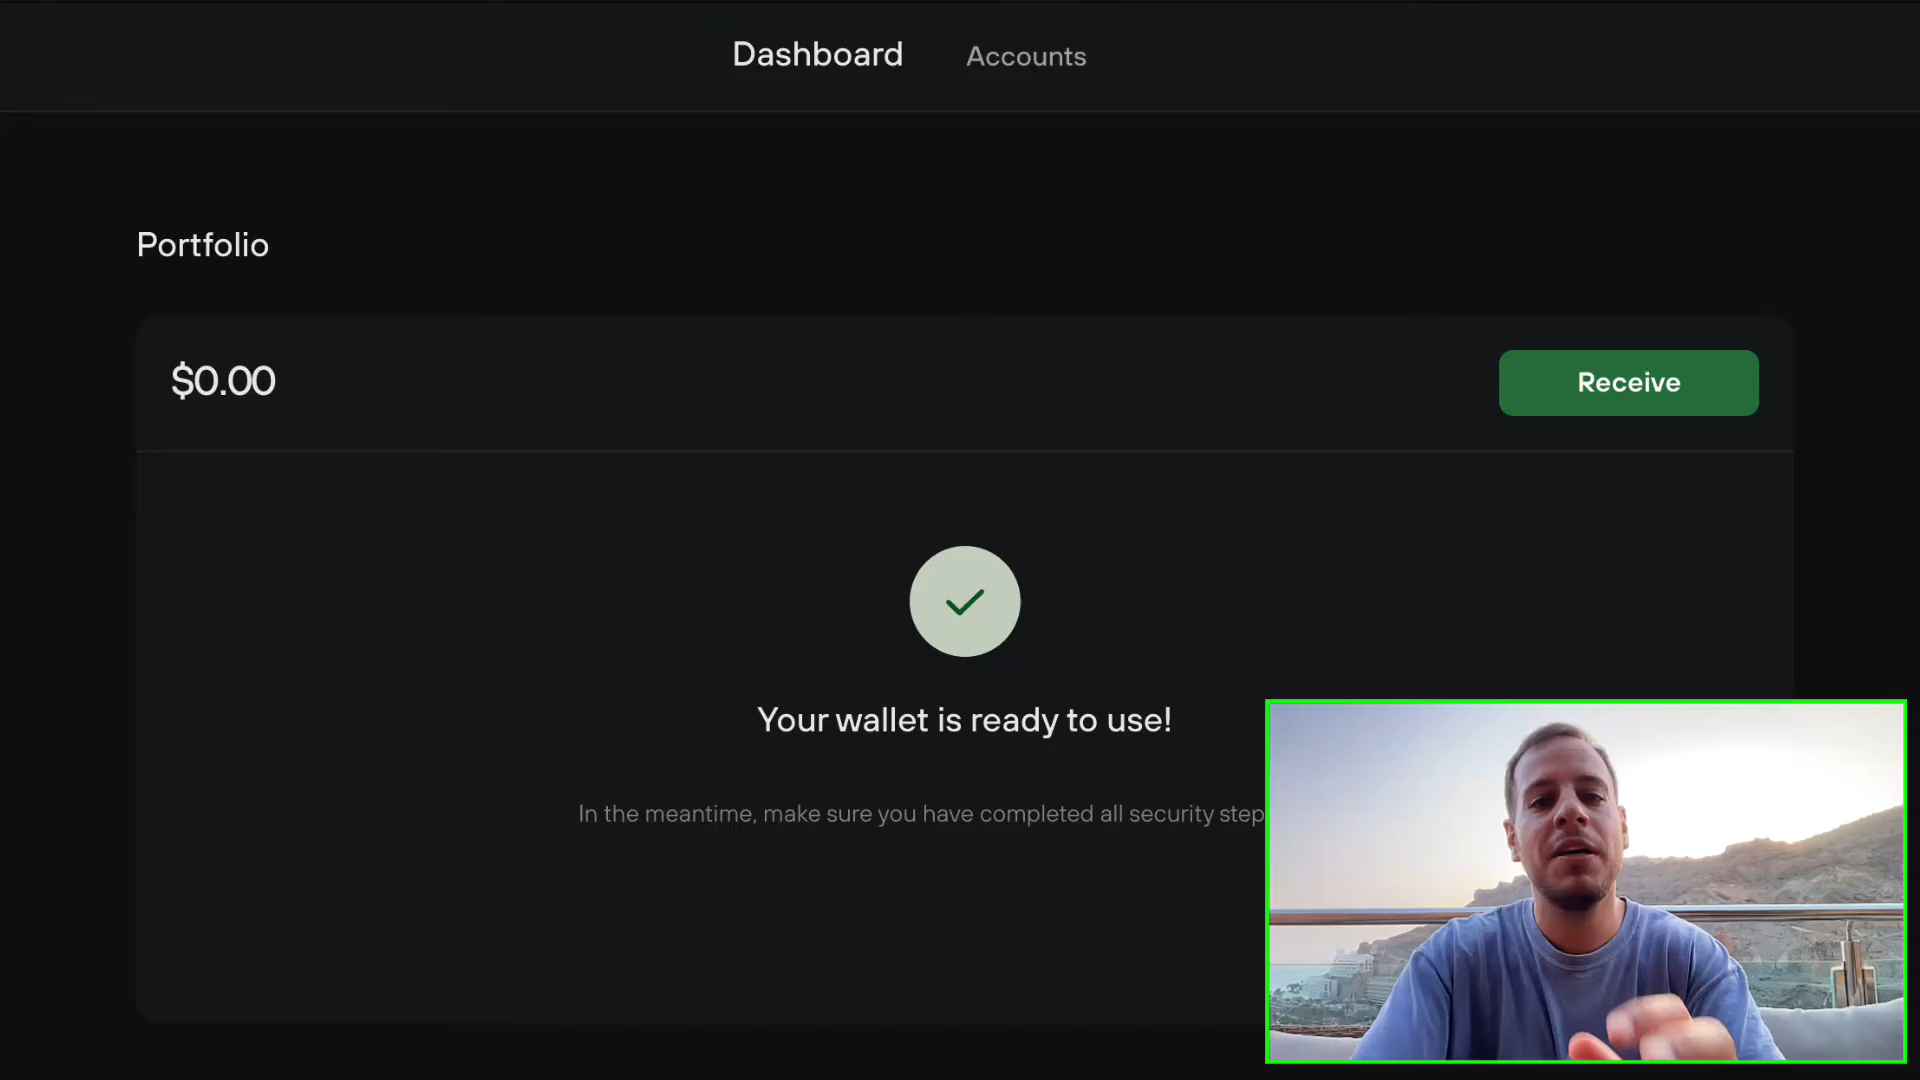 Dashboard Accounts
Portfolio
$0.00
Receive
Your wallet is ready to use!
In the meantime, make sure you have completed all security step